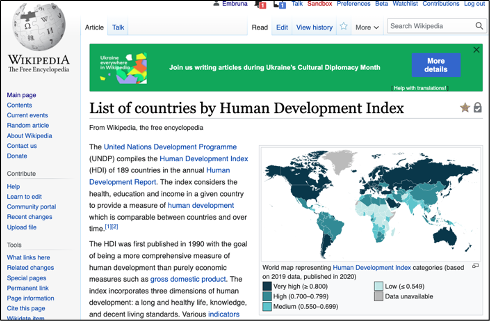 Embruna 3 1 Talk Sandbox Preferences Beta Watchlist Contributions Log out
Article Talk Read Edit View history More Search Wikipedia
WIKIPEDIA
The Free Encyclopedia
Ukraine
everywhere
in Wikipedia!
Join us writing articles during Ukraine's Cultural Diplomacy Month
More
details
Help with translations!
Main page
Contents
Current events
Random article
About Wikipedia
Contact us
Donate
Contribute
Help
Learn to edit
Community portal
Recent changes
Upload file
Tools
What links here
Related changes
Special pages
Permanent link
Page information
Cite this page
Wikidata item
List of countries by Human Development Index
From Wikipedia, the free encyclopedia
The United Nations Development Programme
(UNDP) compiles the Human Development Index
(HDI) of 189 countries in the annual Human
Development Report. The index considers the
health, education and income in a given country
to provide a measure of human development
which is comparable between countries and over
time.[1][2]
The HDI was first published in 1990 with the goal
of being a more comprehensive measure of
human development than purely economic
measures such as gross domestic product. The
index incorporates three dimensions of human
development: a long and healthy life, knowledge,
and decent living standards. Various indicators
World map representing Human Development Index categories (based
on 2019 data, published in 2020)
Very high (≥ 0.800)
High (0.700–0.799)
Medium (0.550–0.699)
Low (≤ 0.549)
Data unavailable